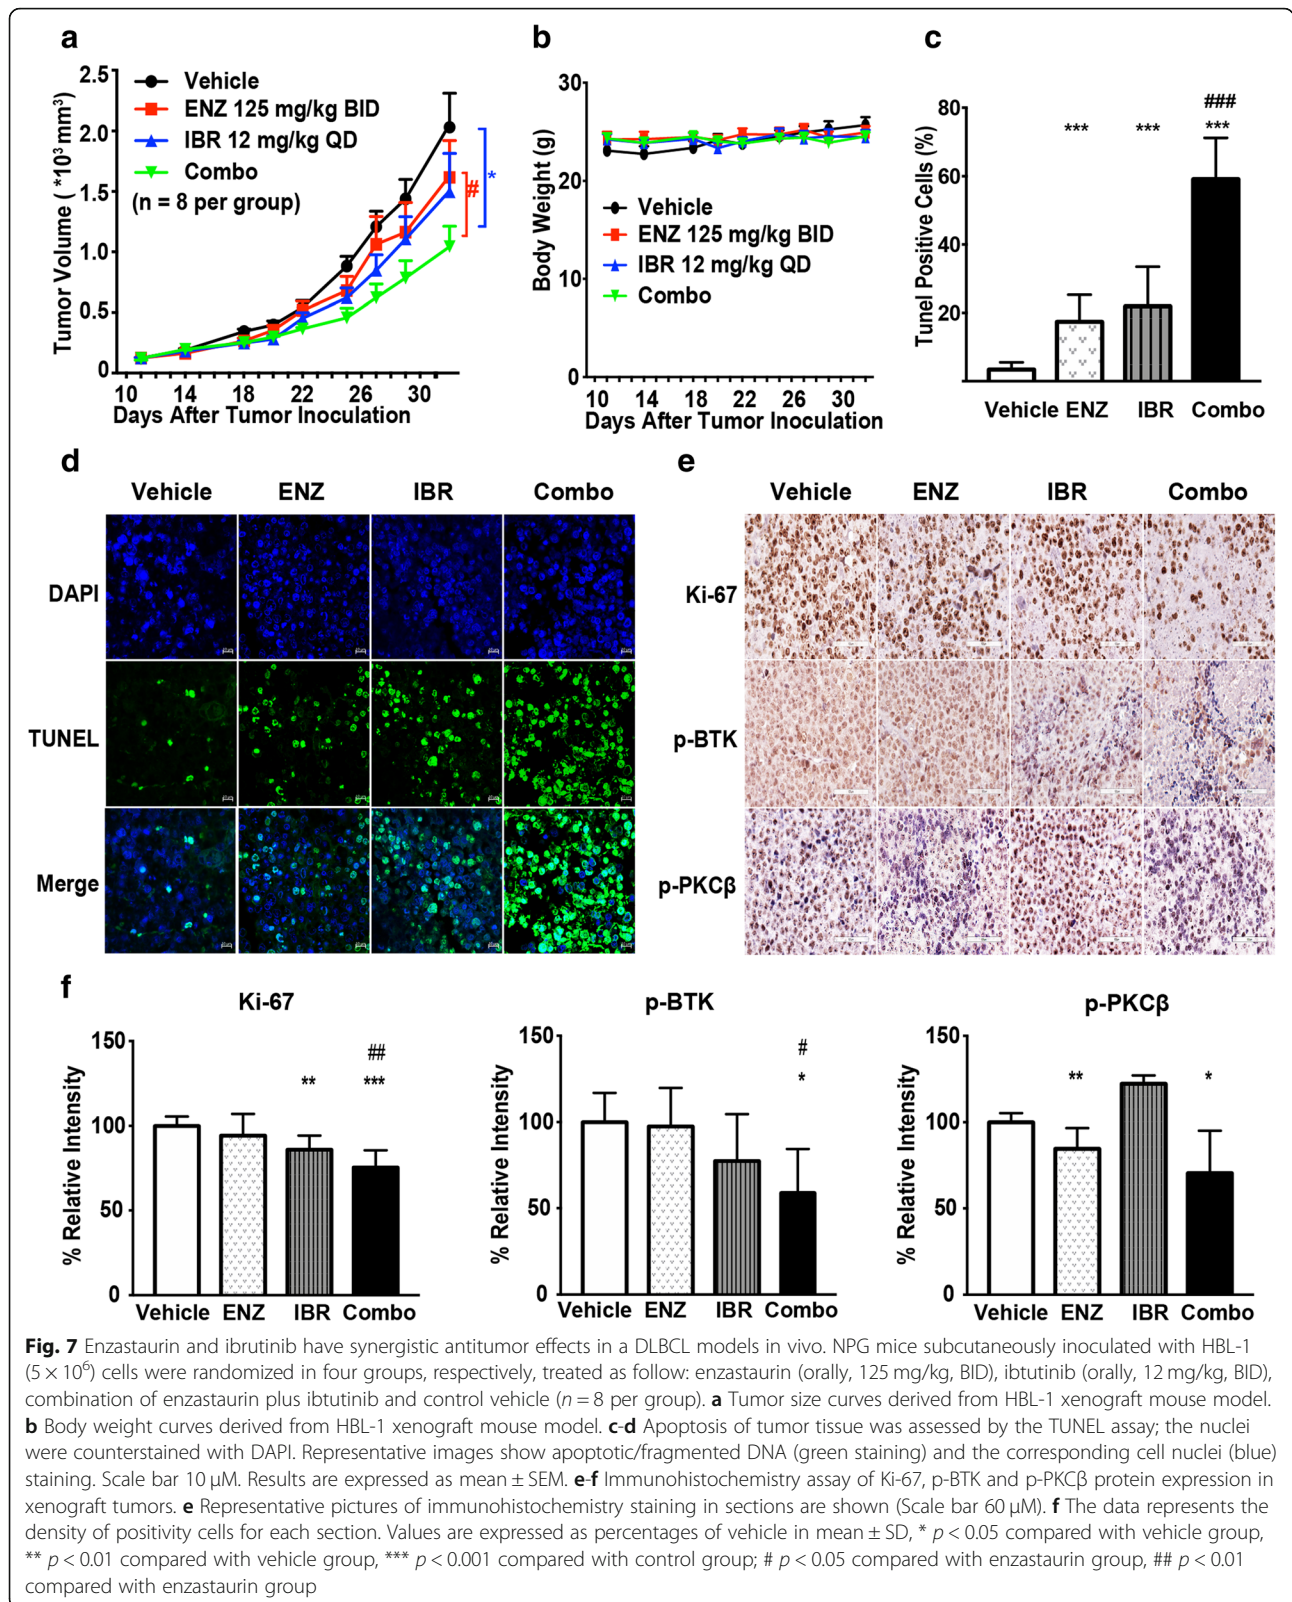 a
2.5
2.0
1.5
1.0
0.5
0
Tumor Volume ( *10³ mm³)
Vehicle
ENZ 125 mg/kg BID
IBR 12 mg/kg QD
Combo
(n = 8 per group)
#
*
10 14 18 22 26 30
Days After Tumor Inoculation
b
30
20
10
0
Body Weight (g)
Vehicle
ENZ 125 mg/kg BID
IBR 12 mg/kg QD
Combo
10 14 18 22 26 30
Days After Tumor Inoculation
c
80
60
40
20
Tunel Positive Cells (%)
###
*** *** ***
Vehicle ENZ IBR Combo
d
Vehicle ENZ IBR Combo
DAPI
TUNEL
Merge
e
Vehicle ENZ IBR Combo
Ki-67
p-BTK
p-PKCβ
f
Ki-67
150
100
50
0
% Relative Intensity
##
** ***
Vehicle ENZ IBR Combo
p-BTK
150
100
50
0
% Relative Intensity
#
*
Vehicle ENZ IBR Combo
p-PKCβ
150
100
50
0
% Relative Intensity
** *
Vehicle ENZ IBR Combo
Fig. 7 Enzastaurin and ibrutinib have synergistic antitumor effects in a DLBCL models in vivo. NPG mice subcutaneously inoculated with HBL-1
(5 × 10⁶) cells were randomized in four groups, respectively, treated as follow: enzastaurin (orally, 125 mg/kg, BID), ibtutinib (orally, 12 mg/kg, BID),
combination of enzastaurin plus ibtutinib and control vehicle (n = 8 per group). a Tumor size curves derived from HBL-1 xenograft mouse model.
b Body weight curves derived from HBL-1 xenograft mouse model. c-d Apoptosis of tumor tissue was assessed by the TUNEL assay; the nuclei
were counterstained with DAPI. Representative images show apoptotic/fragmented DNA (green staining) and the corresponding cell nuclei (blue)
staining. Scale bar 10 μM. Results are expressed as mean ± SEM. e-f Immunohistochemistry assay of Ki-67, p-BTK and p-PKCβ protein expression in
xenograft tumors. e Representative pictures of immunohistochemistry staining in sections are shown (Scale bar 60 μM). f The data represents the
density of positivity cells for each section. Values are expressed as percentages of vehicle in mean ± SD, * p < 0.05 compared with vehicle group,
** p < 0.01 compared with vehicle group, *** p < 0.001 compared with control group; # p < 0.05 compared with enzastaurin group, ## p < 0.01
compared with enzastaurin group